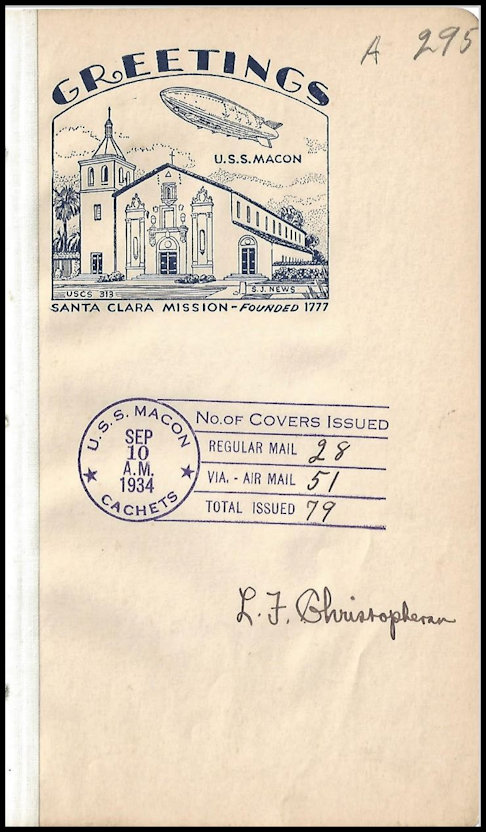 A 295
GREETINGS
U.S.S. MACON
USCS 313
S.J. NEWS
SANTA CLARA MISSION - FOUNDED 1777
U.S.S. MACON
SEP
10
A.M.
1934
CACHETS
NO. OF COVERS ISSUED
REGULAR MAIL 28
VIA. - AIR MAIL 51
TOTAL ISSUED 79
L. F. Christopherson